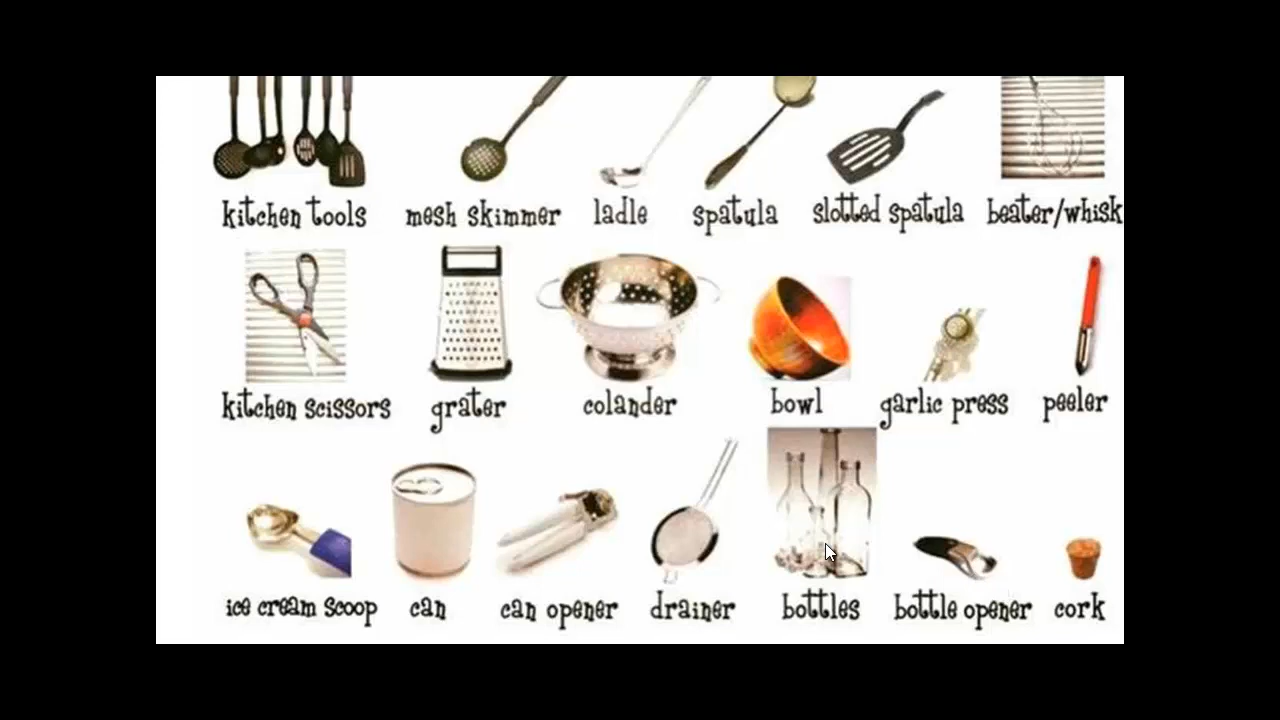 kitchen tools mesh skimmer ladle spatula slotted spatula beater/whisk
kitchen scissors grater colander bowl garlic press peeler
ice cream scoop can can opener drainer bottles bottle opener cork